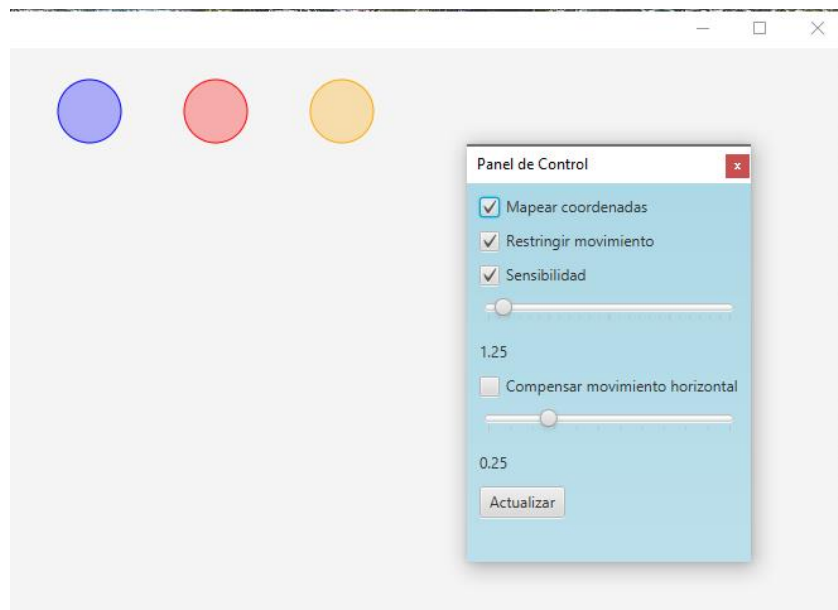 Panel de Control
x
Mapear coordenadas
Restringir movimiento
Sensibilidad
1.25
Compensar movimiento horizontal
0.25
Actualizar